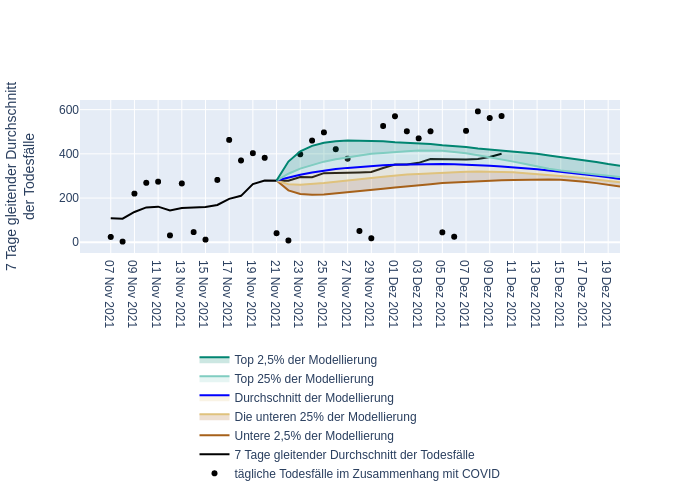 7 Tage gleitender Durchschnitt
der Todesfälle
600
400
200
0
07 Nov 2021
09 Nov 2021
11 Nov 2021
13 Nov 2021
15 Nov 2021
17 Nov 2021
19 Nov 2021
21 Nov 2021
23 Nov 2021
25 Nov 2021
27 Nov 2021
29 Nov 2021
01 Dez 2021
03 Dez 2021
05 Dez 2021
07 Dez 2021
09 Dez 2021
11 Dez 2021
13 Dez 2021
15 Dez 2021
17 Dez 2021
19 Dez 2021
Top 2,5% der Modellierung
Top 25% der Modellierung
Durchschnitt der Modellierung
Die unteren 25% der Modellierung
Untere 2,5% der Modellierung
7 Tage gleitender Durchschnitt der Todesfälle
tägliche Todesfälle im Zusammenhang mit COVID